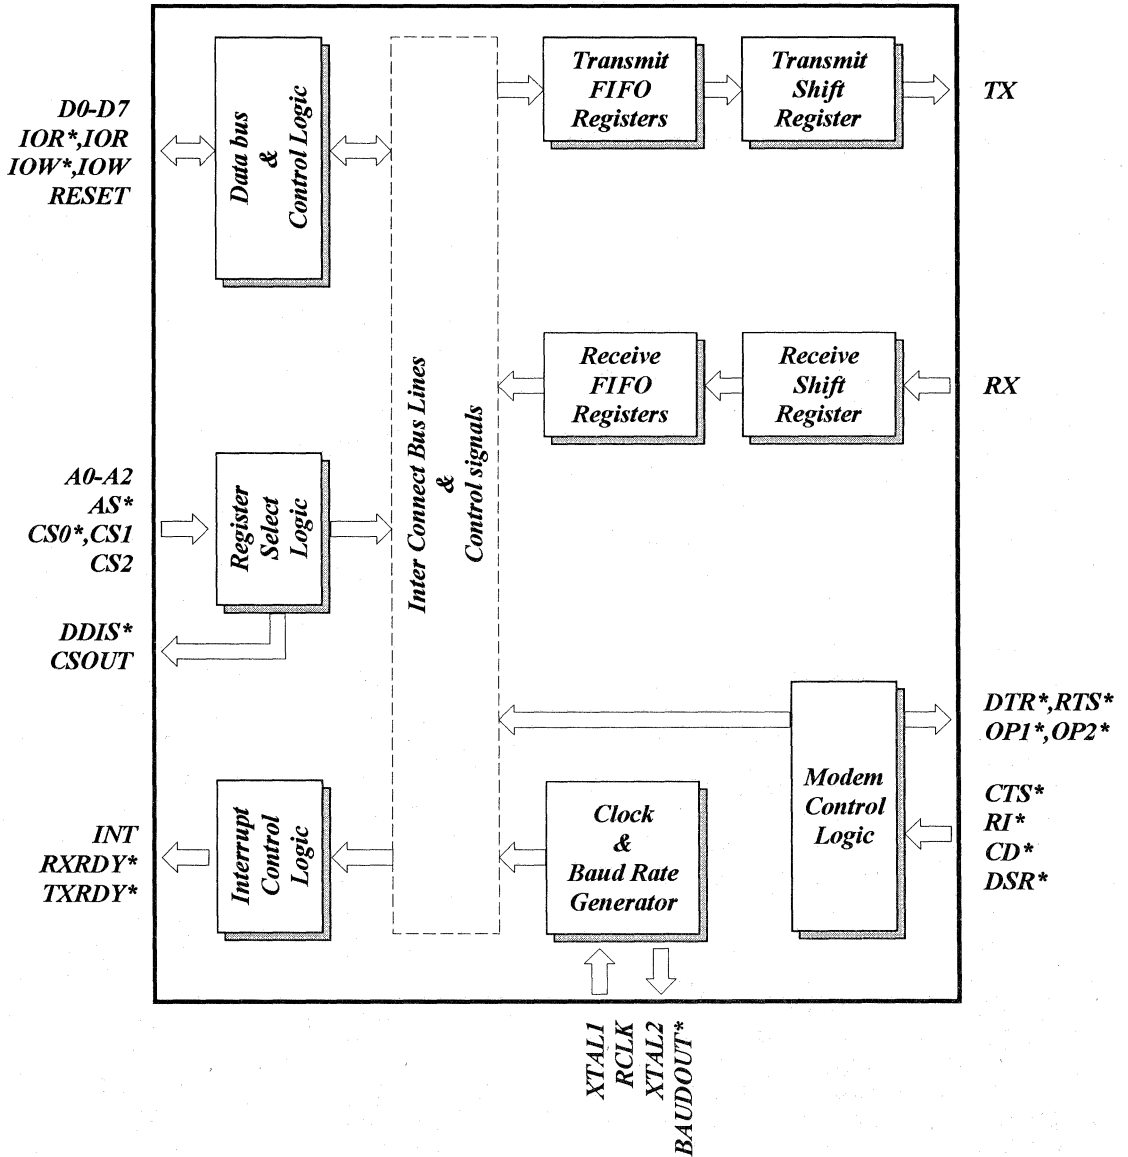 D0-D7
IOR*,IOR
IOW*,IOW
RESET
Data bus
&
Control Logic
Transmit
FIFO
Registers
Transmit
Shift
Register
TX
Receive
FIFO
Registers
Receive
Shift
Register
RX
Inter Connect Bus Lines
&
Control signals
A0-A2
AS*
CS0*,CS1
CS2
Register
Select
Logic
DDIS*
CSOUT
DTR*,RTS*
OP1*,OP2*
Modem
Control
Logic
CTS*
RI*
CD*
DSR*
INT
RXRDY*
TXRDY*
Interrupt
Control
Logic
Clock
&
Baud Rate
Generator
XTAL1
RCLK
XTAL2
BAUDOUT*